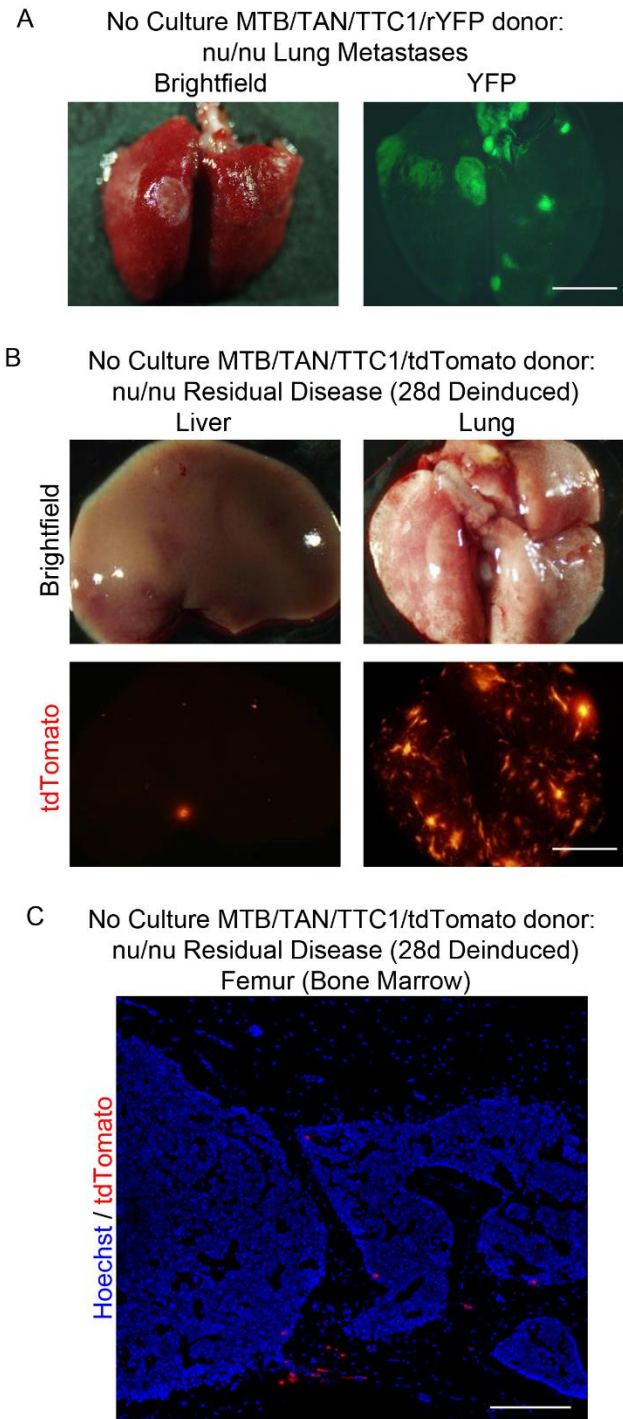 A
No Culture MTB/TAN/TTC1/rYFP donor:
nu/nu Lung Metastases
Brightfield
YFP
B
No Culture MTB/TAN/TTC1/tdTomato donor:
nu/nu Residual Disease (28d Deinduced)
Liver
Lung
Brightfield
tdTomato
C
No Culture MTB/TAN/TTC1/tdTomato donor:
nu/nu Residual Disease (28d Deinduced)
Femur (Bone Marrow)
Hoechst / tdTomato